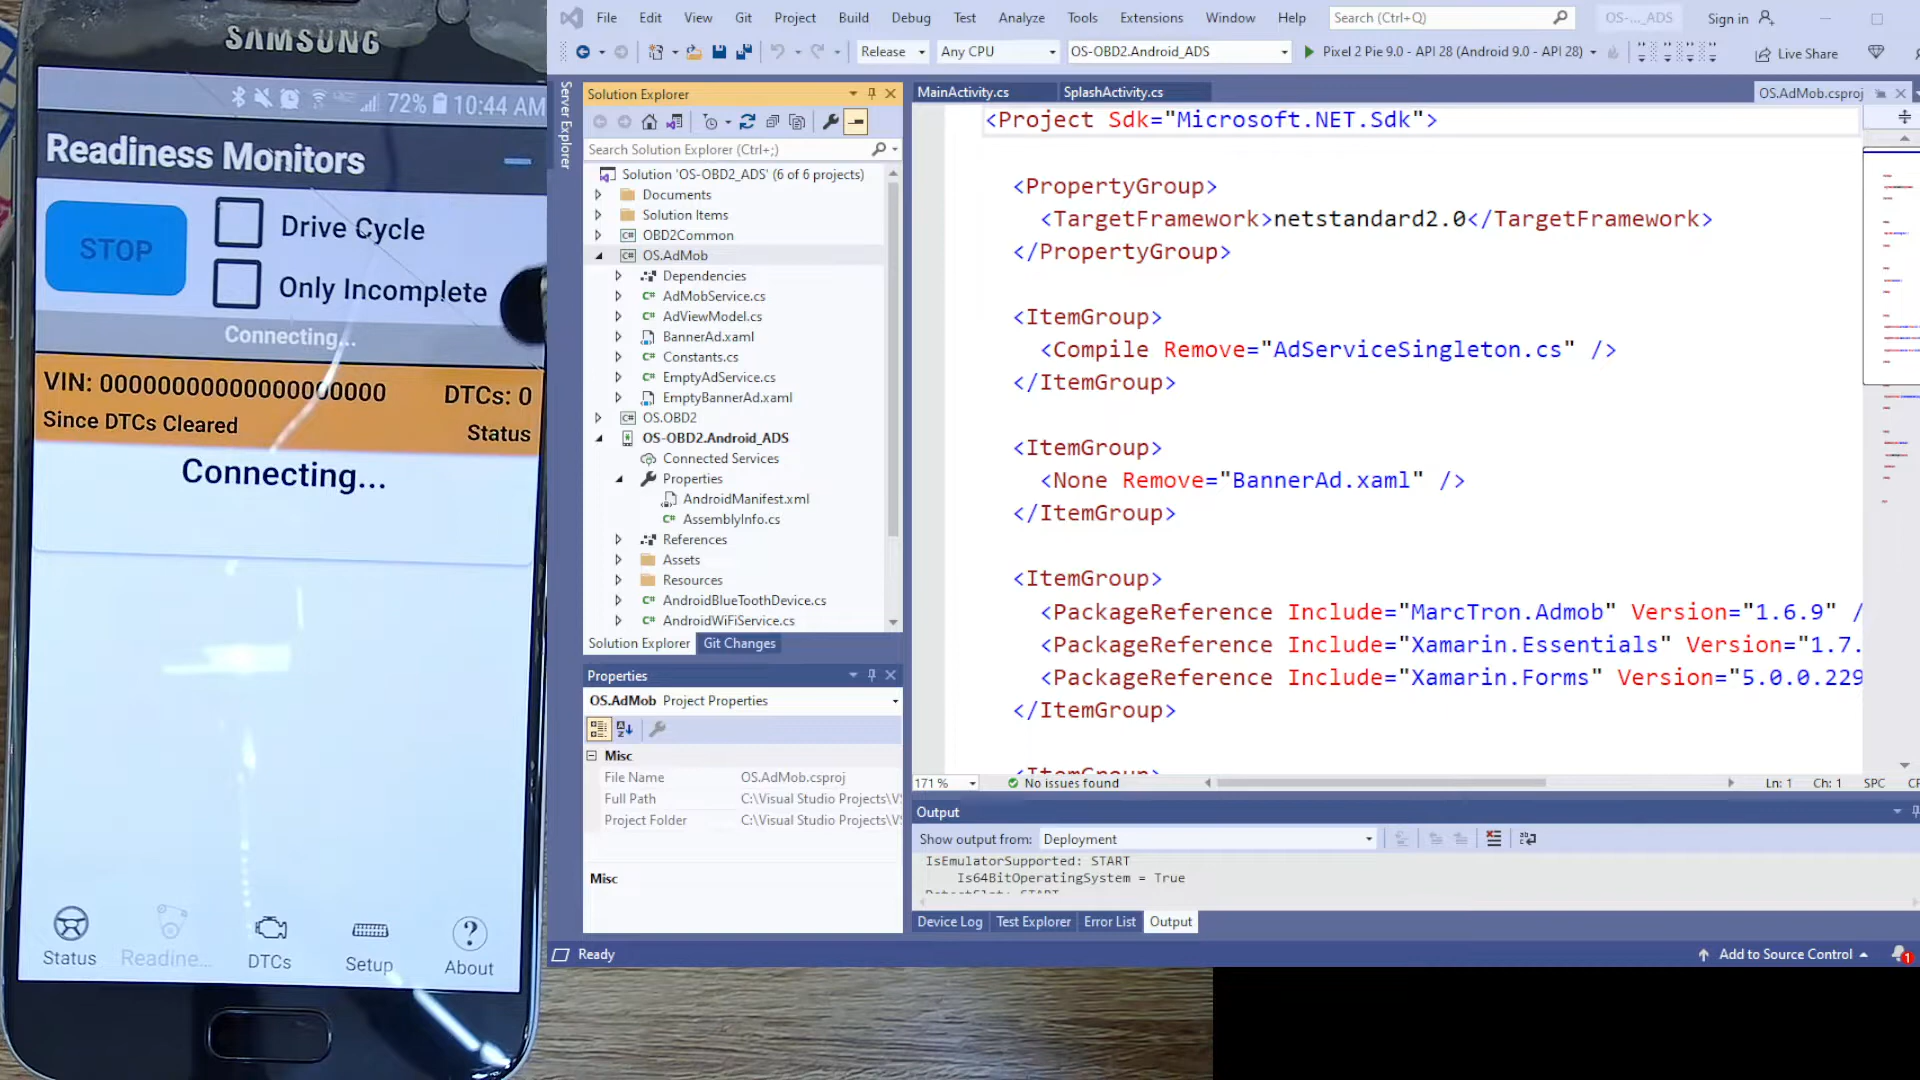 SAMSUNG
72% 10:44 AM
Readiness Monitors
STOP
Drive Cycle
Only Incomplete
Connecting...
VIN: 00000000000000000000
DTCs: 0
Since DTCs Cleared
Status
Connecting...
Status
Readine...
DTCs
Setup
About
File Edit View Git Project Build Debug Test Analyze Tools Extensions Window Help
Search (Ctrl+Q)
OS-..._ADS
Sign in
Release
Any CPU
OS-OBD2.Android_ADS
Pixel 2 Pie 9.0 - API 28 (Android 9.0 - API 28)
Live Share
Server Explorer
Solution Explorer
Search Solution Explorer (Ctrl+;)
Solution 'OS-OBD2_ADS' (6 of 6 projects)
Documents
Solution Items
C# OBD2Common
C# OS.AdMob
Dependencies
C# AdMobService.cs
C# AdViewModel.cs
BannerAd.xaml
C# Constants.cs
C# EmptyAdService.cs
EmptyBannerAd.xaml
C# OS.OBD2
OS-OBD2.Android_ADS
Connected Services
Properties
AndroidManifest.xml
C# AssemblyInfo.cs
References
Assets
Resources
C# AndroidBlueToothDevice.cs
C# AndroidWiFiService.cs
Solution Explorer Git Changes
Properties
OS.AdMob Project Properties
Misc
File Name OS.AdMob.csproj
Full Path C:\Visual Studio Projects\V
Project Folder C:\Visual Studio Projects\V
Misc
MainActivity.cs SplashActivity.cs OS.AdMob.csproj
<Project Sdk="Microsoft.NET.Sdk">
<PropertyGroup>
<TargetFramework>netstandard2.0</TargetFramework>
</PropertyGroup>
<ItemGroup>
<Compile Remove="AdServiceSingleton.cs" />
</ItemGroup>
<ItemGroup>
<None Remove="BannerAd.xaml" />
</ItemGroup>
<ItemGroup>
<PackageReference Include="MarcTron.Admob" Version="1.6.9" /
<PackageReference Include="Xamarin.Essentials" Version="1.7.
<PackageReference Include="Xamarin.Forms" Version="5.0.0.229
</ItemGroup>
<ItemGroup>
171 %
No issues found
Ln: 1 Ch: 1 SPC
Output
Show output from: Deployment
IsEmulatorSupported: START
Is64BitOperatingSystem = True
Device Log Test Explorer Error List Output
Ready
Add to Source Control
1